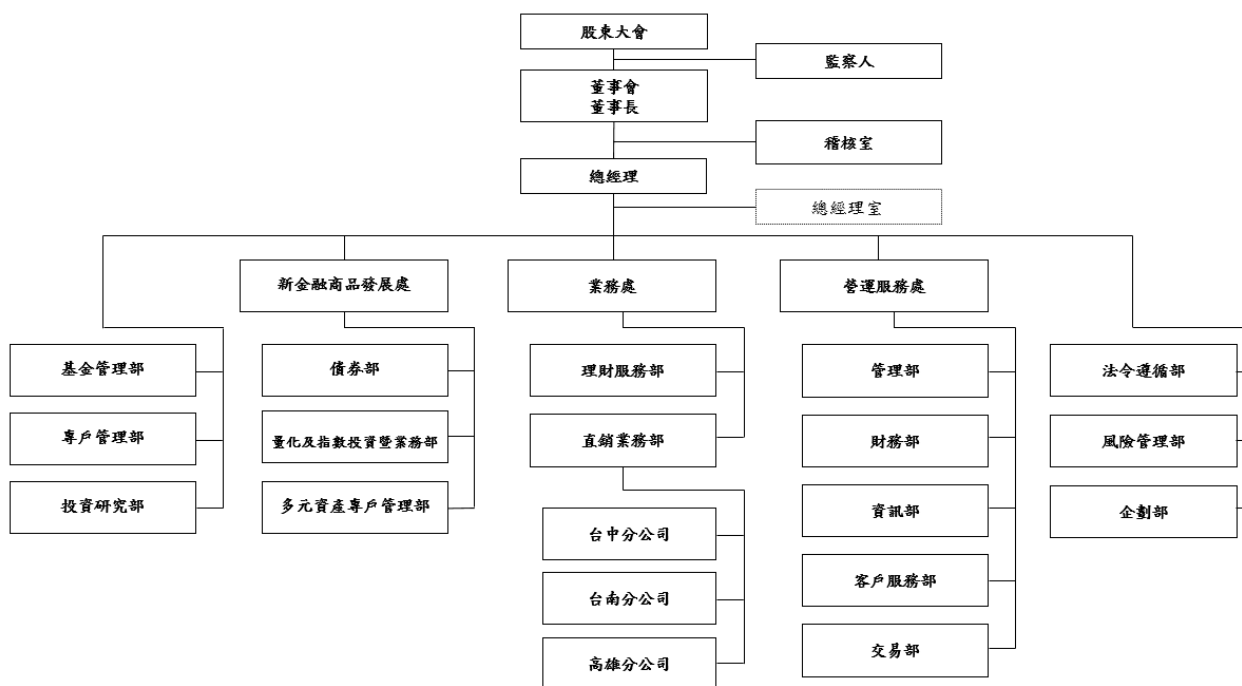 股東大會
監察人
董事會
董事長
稽核室
總經理
總經理室
新金融商品發展處
業務處
營運服務處
基金管理部
專戶管理部
投資研究部
債券部
量化及指數投資暨業務部
多元資產專戶管理部
理財服務部
直銷業務部
台中分公司
台南分公司
高雄分公司
管理部
財務部
資訊部
客戶服務部
交易部
法令遵循部
風險管理部
企劃部